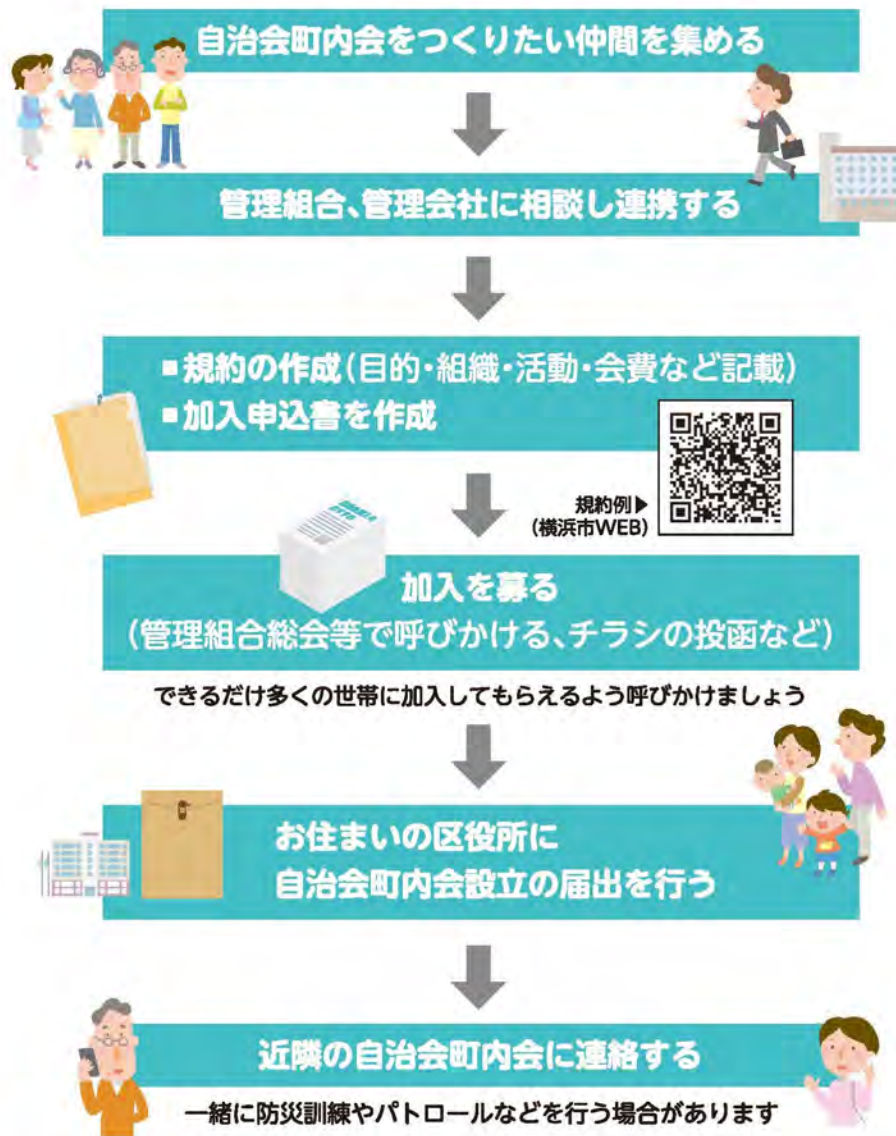 自治会町内会をつくりたい仲間を集める
管理組合、管理会社に相談し連携する
■規約の作成(目的・組織・活動・会費など記載)
■加入申込書を作成
規約例▶
(横浜市WEB)
加入を募る
(管理組合総会等で呼びかける、チラシの投函など)
できるだけ多くの世帯に加入してもらえるよう呼びかけましょう
お住まいの区役所に
自治会町内会設立の届出を行う
近隣の自治会町内会に連絡する
一緒に防災訓練やパトロールなどを行う場合があります